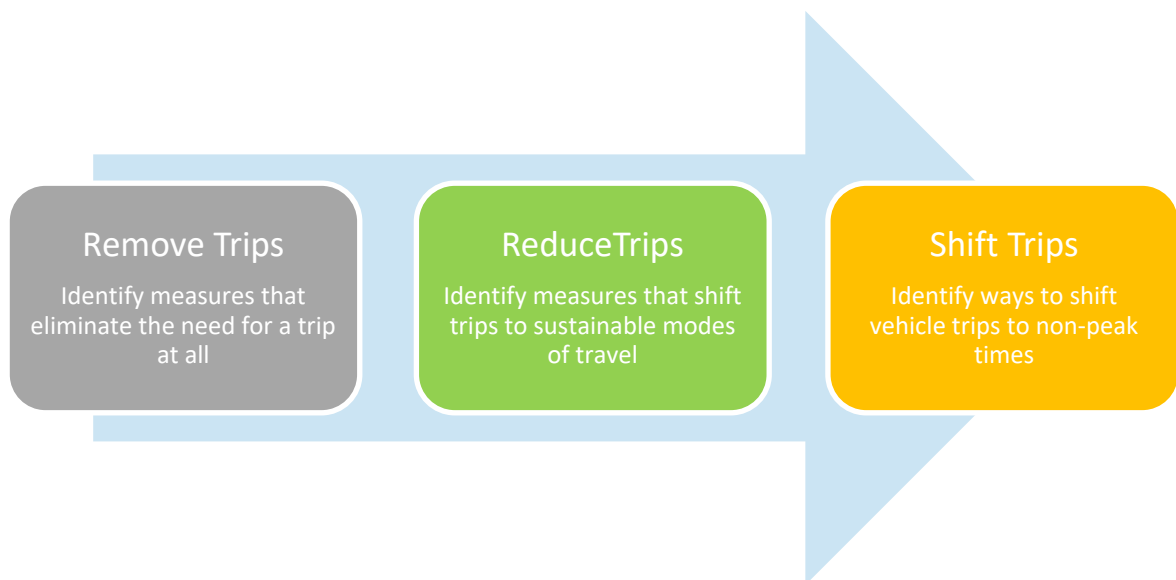 Remove Trips
Identify measures that
eliminate the need for a trip
at all
ReduceTrips
Identify measures that shift
trips to sustainable modes
of travel
Shift Trips
Identify ways to shift
vehicle trips to non-peak
times